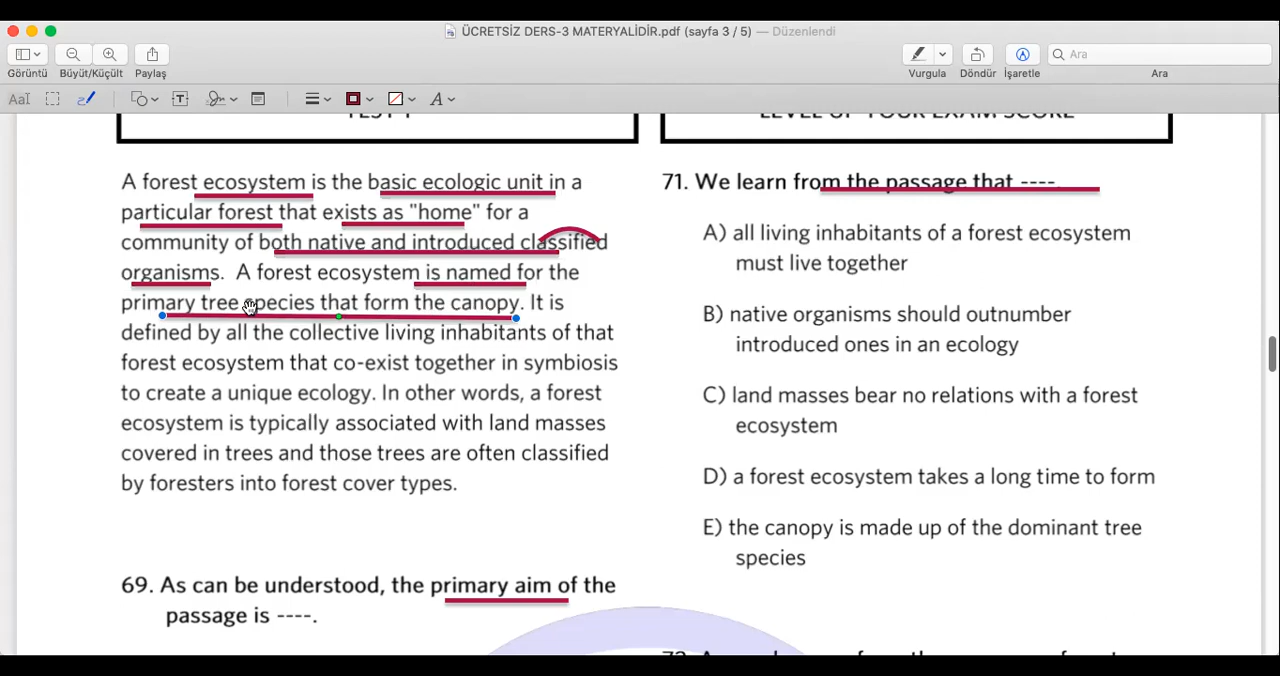 ÜCRETSİZ DERS-3 MATERYALİDİR.pdf (sayfa 3 / 5) — Düzenlendi
Görüntü Büyüt/Küçült Paylaş Vurgula Döndür İşaretle Ara
Ara
LEVEL UP YOUR EXAM SCORE
A forest ecosystem is the basic ecologic unit in a
particular forest that exists as "home" for a
community of both native and introduced classified
organisms. A forest ecosystem is named for the
primary tree species that form the canopy. It is
defined by all the collective living inhabitants of that
forest ecosystem that co-exist together in symbiosis
to create a unique ecology. In other words, a forest
ecosystem is typically associated with land masses
covered in trees and those trees are often classified
by foresters into forest cover types.
69. As can be understood, the primary aim of the
passage is ----.
71. We learn from the passage that ----.
A) all living inhabitants of a forest ecosystem
must live together
B) native organisms should outnumber
introduced ones in an ecology
C) land masses bear no relations with a forest
ecosystem
D) a forest ecosystem takes a long time to form
E) the canopy is made up of the dominant tree
species